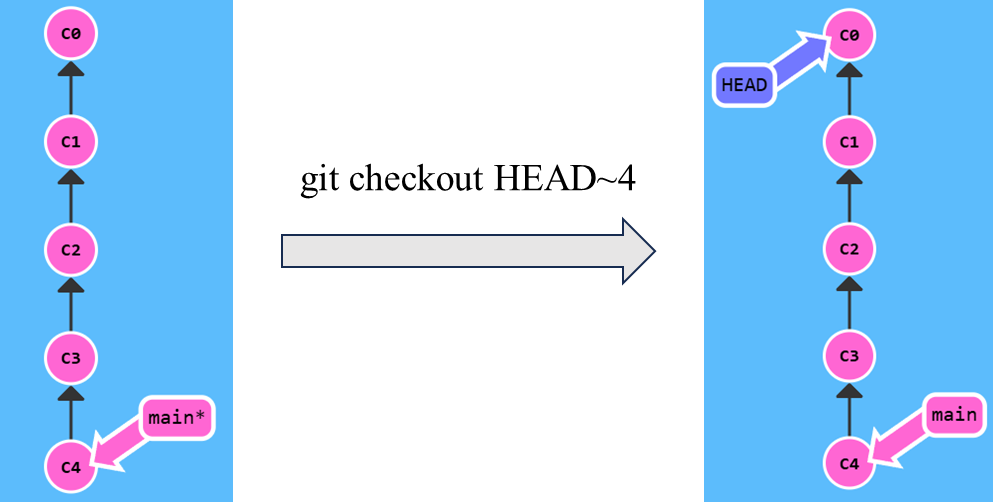 C0
C1
C2
C3
main*
C4
git checkout HEAD~4
C0
HEAD
C1
C2
C3
main
C4